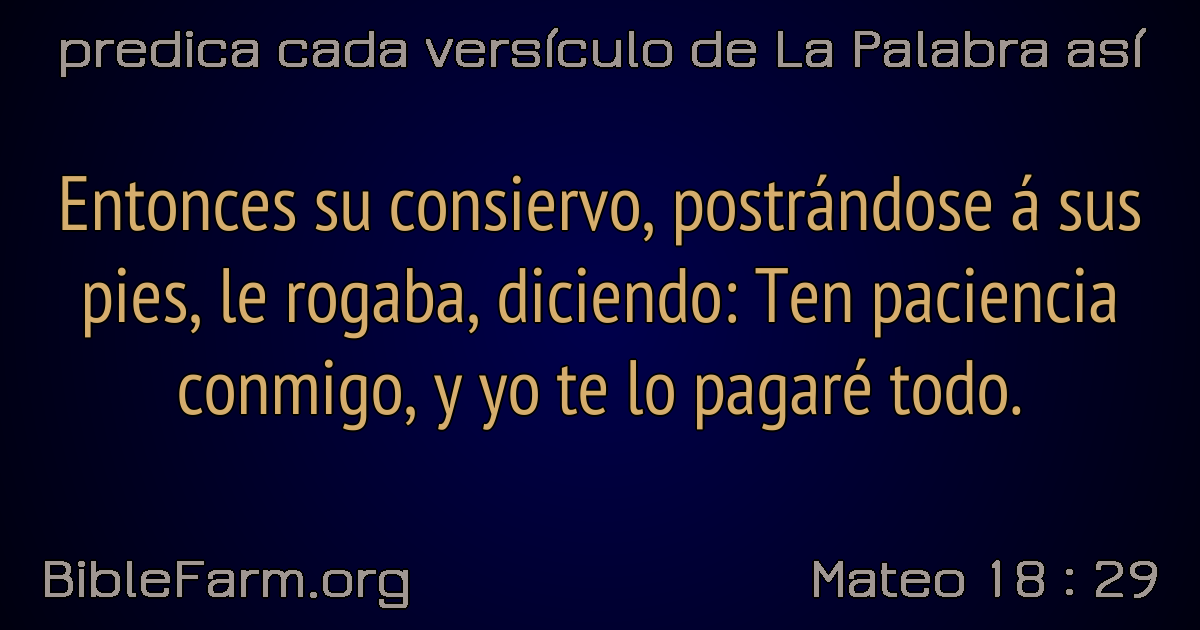 predica cada versículo de La Palabra así
Entonces su consiervo, postrándose á sus
pies, le rogaba, diciendo: Ten paciencia
conmigo, y yo te lo pagaré todo.
BibleFarm.org
Mateo 18 : 29